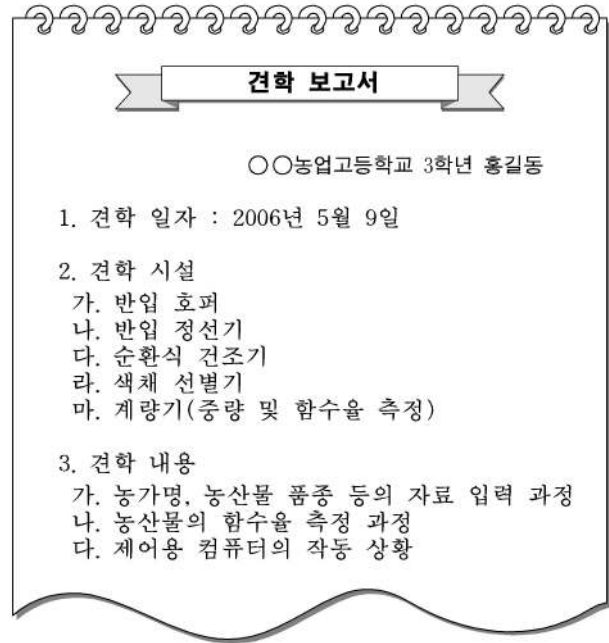 견학 보고서
○○농업고등학교 3학년 홍길동
1. 견학 일자 : 2006년 5월 9일
2. 견학 시설
가. 반입 호퍼
나. 반입 정선기
다. 순환식 건조기
라. 색채 선별기
마. 계량기(중량 및 함수율 측정)
3. 견학 내용
가. 농가명, 농산물 품종 등의 자료 입력 과정
나. 농산물의 함수율 측정 과정
다. 제어용 컴퓨터의 작동 상황